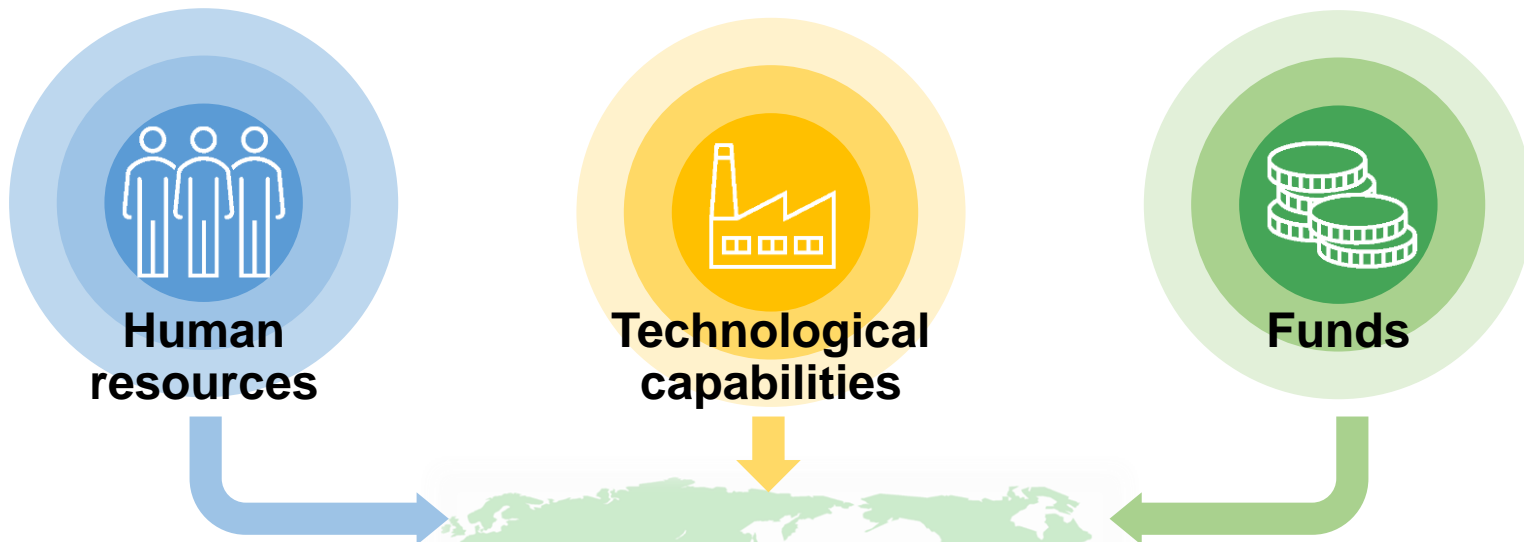 Human
resources
Technological
capabilities
Funds